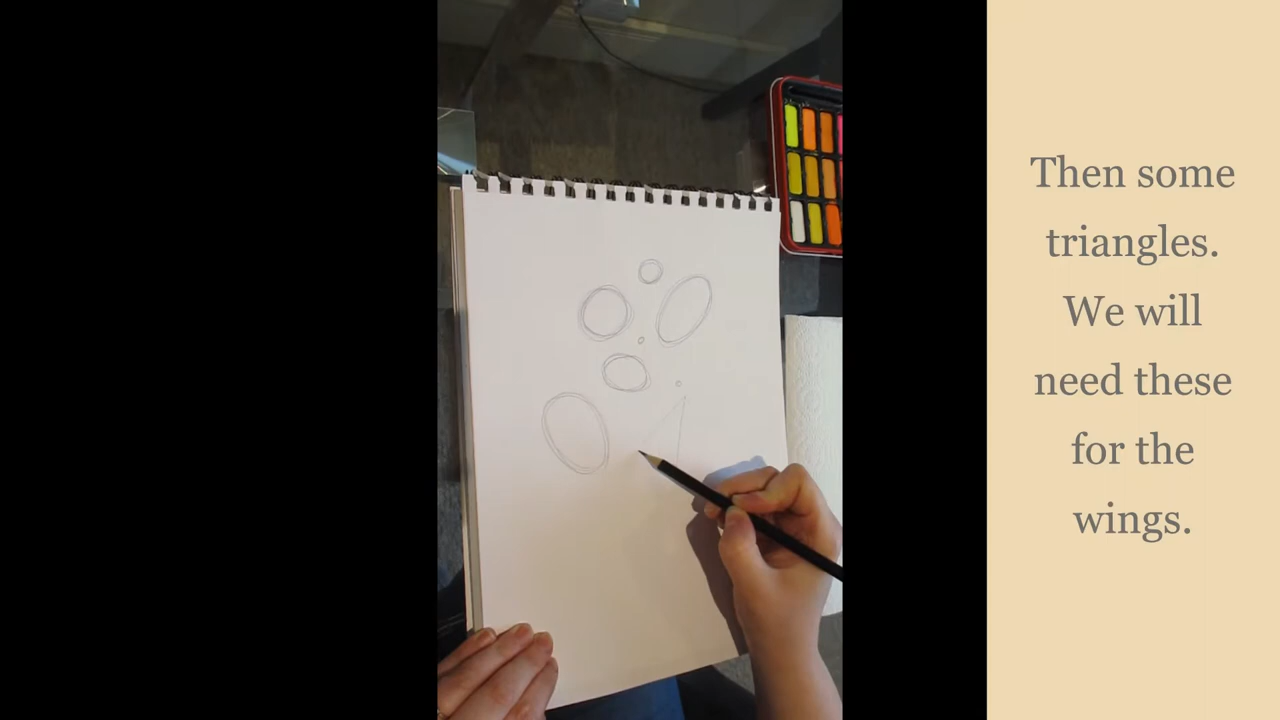 Then some
triangles.
We will
need these
for the
wings.